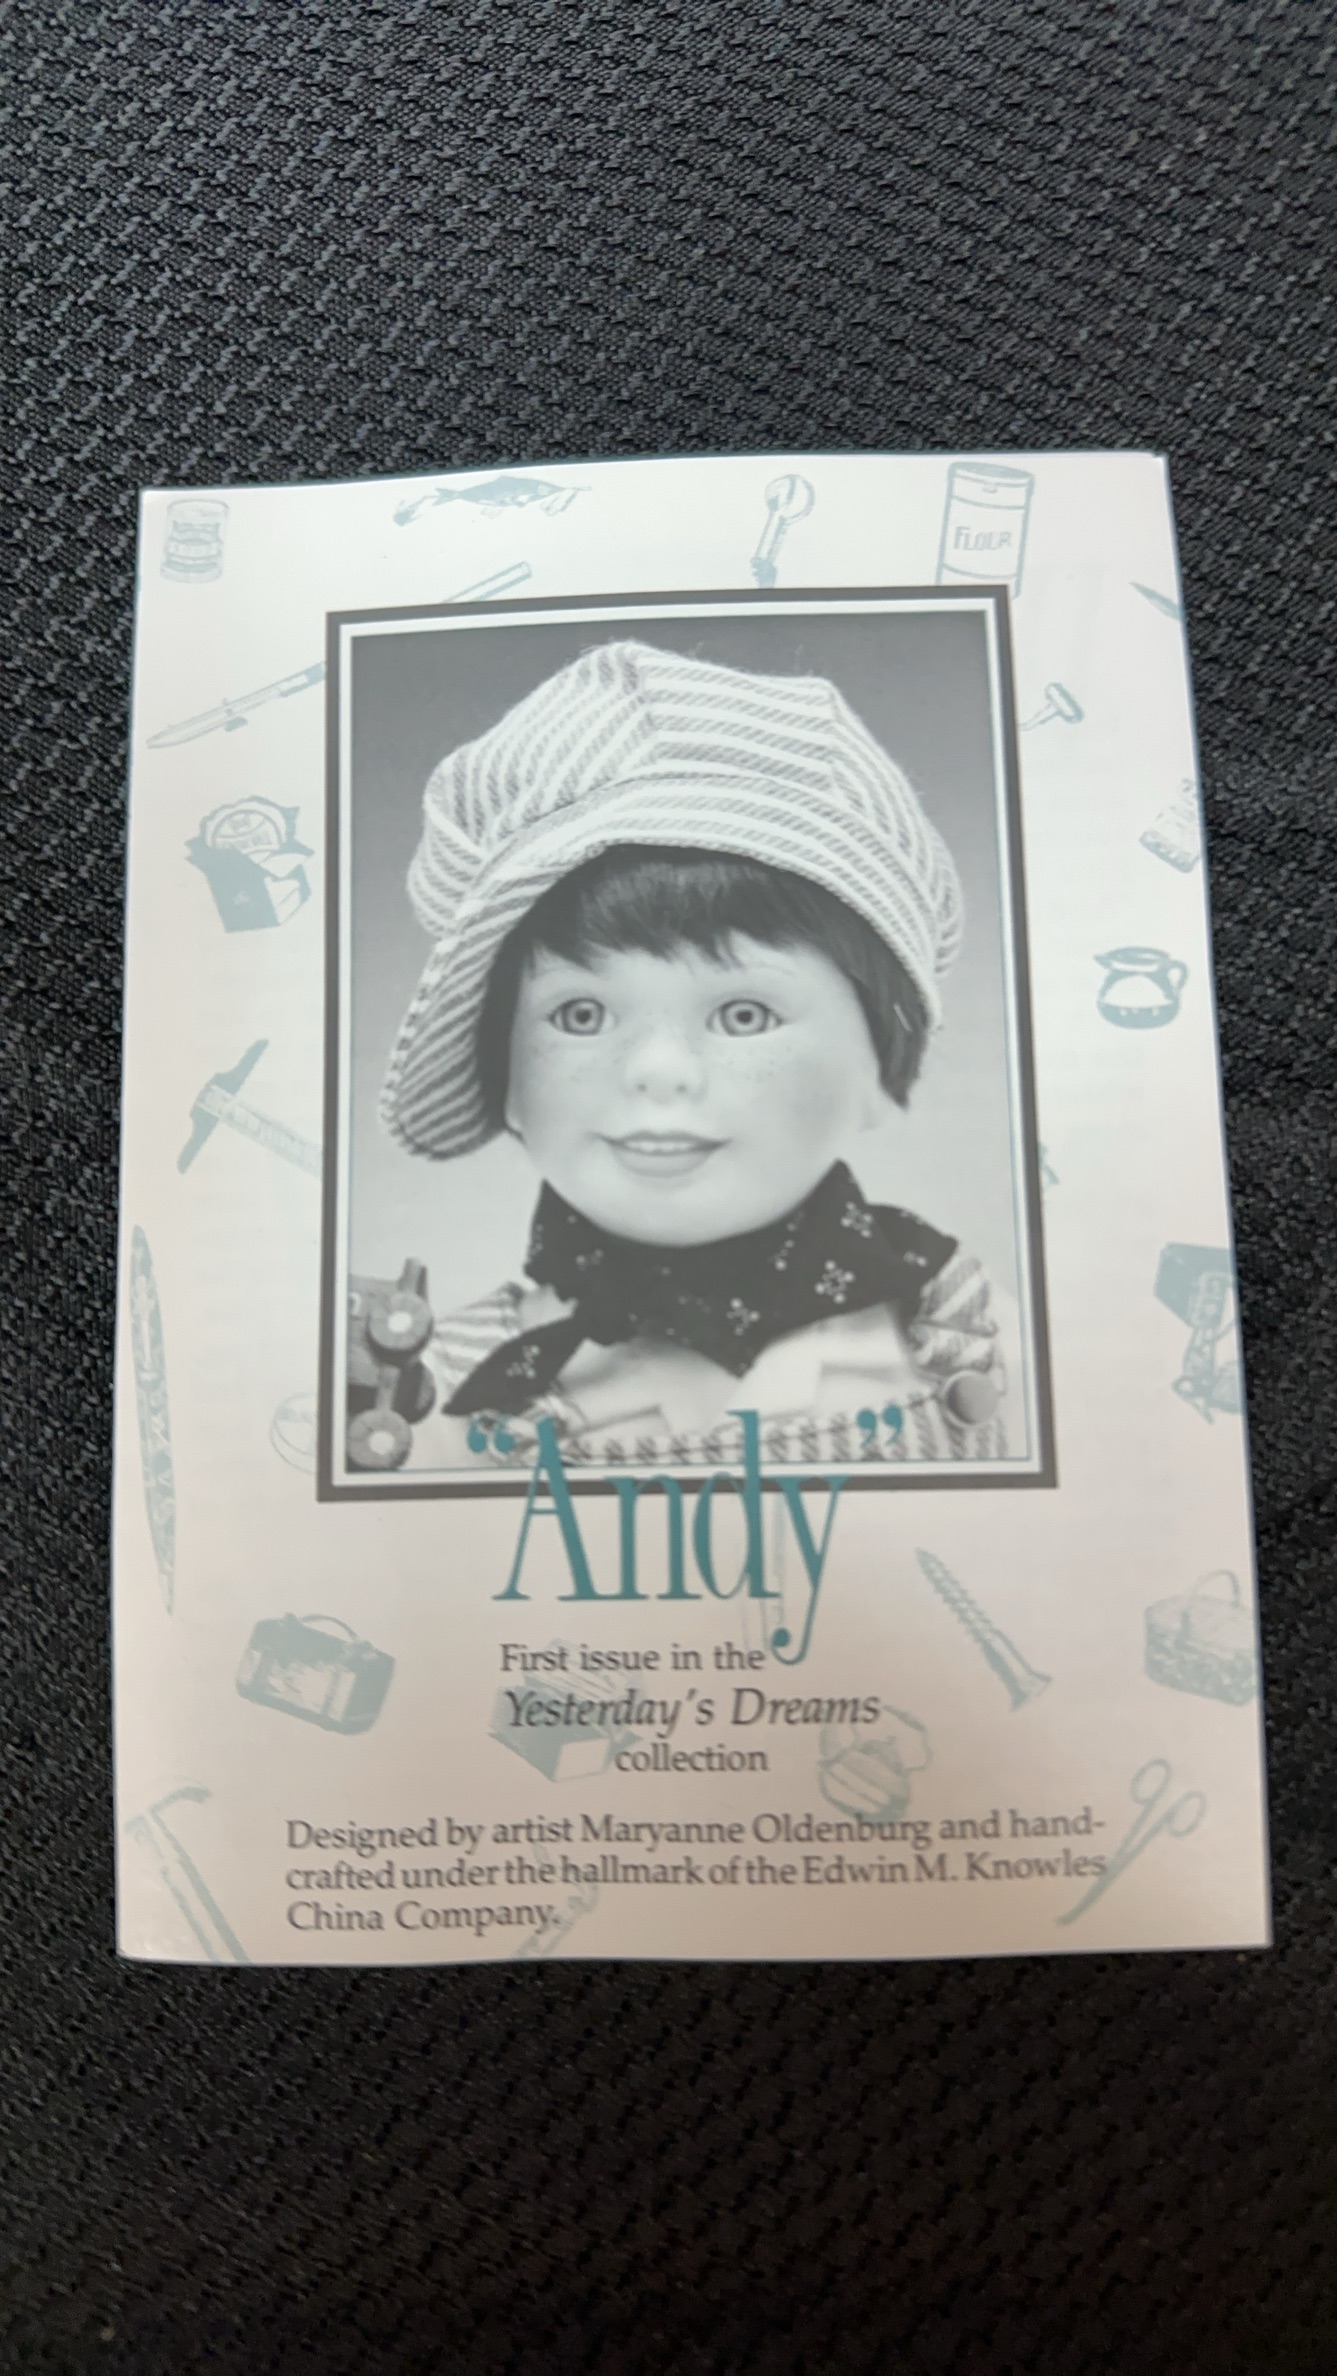 FLOUR
"Andy"
First issue in the
Yesterday's Dreams
collection
Designed by artist Maryanne Oldenburg and hand-
crafted under the hallmark of the Edwin M. Knowles
China Company.